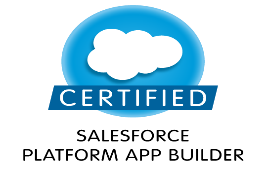 CERTIFIED
SALESFORCE
PLATFORM APP BUILDER